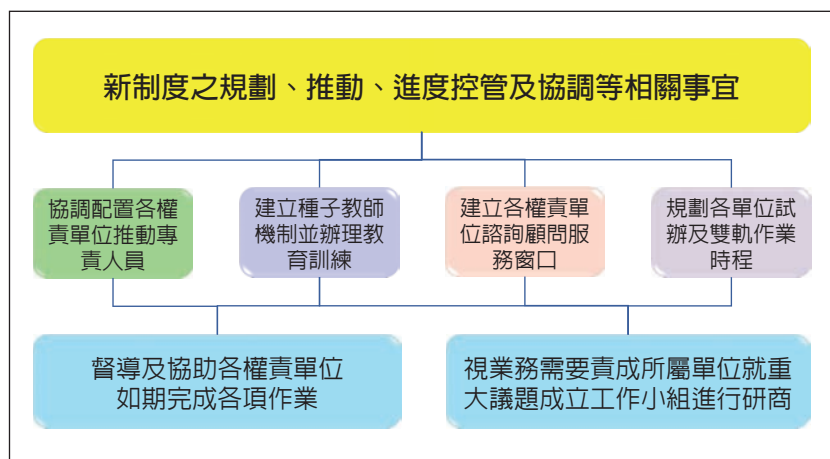 新制度之規劃、推動、進度控管及協調等相關事宜
協調配置各權
責單位推動專
責人員
建立種子教師
機制並辦理教
育訓練
建立各權責單
位諮詢顧問服
務窗口
規劃各單位試
辦及雙軌作業
時程
督導及協助各權責單位
如期完成各項作業
視業務需要責成所屬單位就重
大議題成立工作小組進行研商